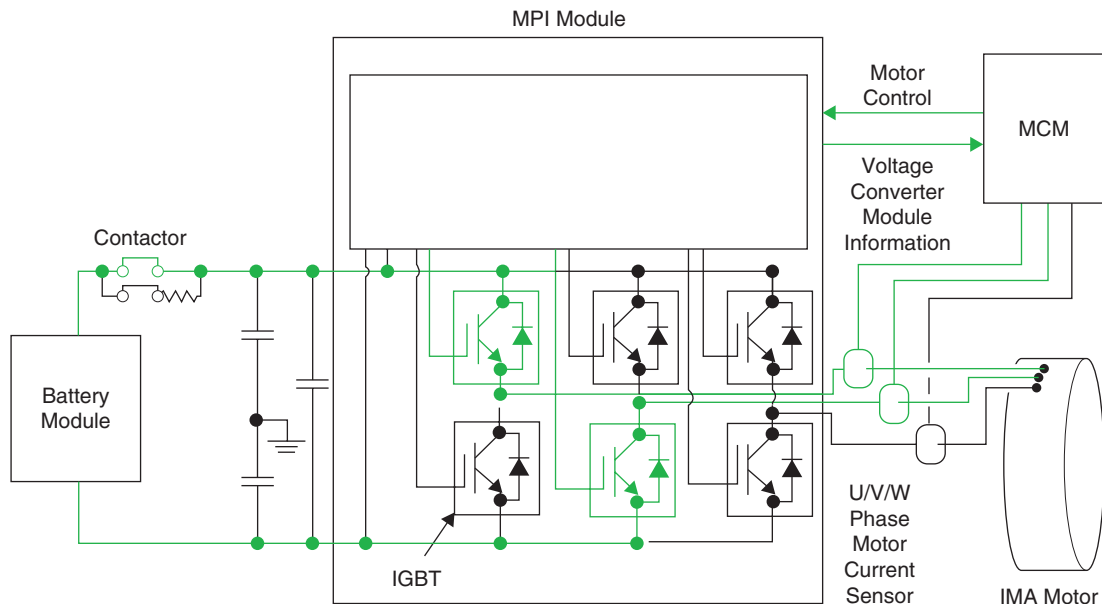 MPI Module
Motor
Control
MCM
Voltage
Converter
Module
Information
Contactor
Battery
Module
IGBT
U/V/W
Phase
Motor
Current
Sensor
IMA Motor